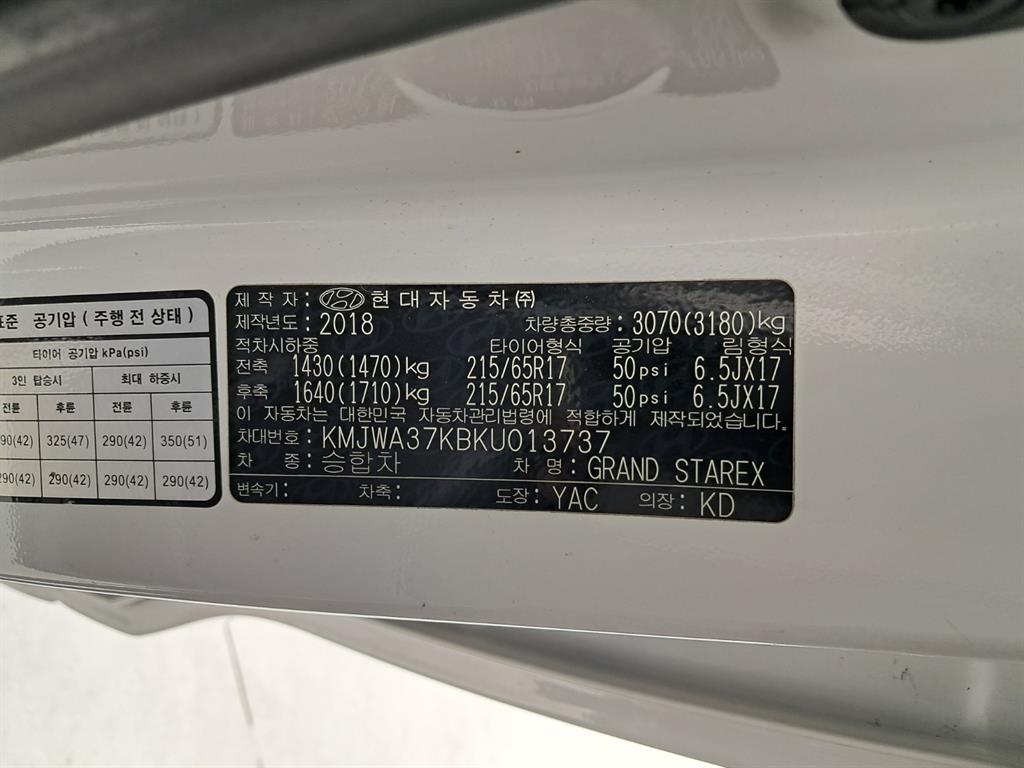 표준 공기압 ( 주행 전 상태 )
타이어 공기압 kPa(psi)
3인 탑승시 최대 하중시
전륜 후륜 전륜 후륜
290(42) 325(47) 290(42) 350(51)
290(42) 290(42) 290(42) 290(42)
제 작 자 : 현대자동차㈜
제작년도 : 2018 차량총중량 : 3070(3180)kg
적차시하중 타이어형식 공기압 림형식
전축 1430(1470)kg 215/65R17 50psi 6.5JX17
후축 1640(1710)kg 215/65R17 50psi 6.5JX17
이 자동차는 대한민국 자동차관리법령에 적합하게 제작되었습니다.
차대번호 : KMJWA37KBKU013737
차 종 : 승합차 차 명 : GRAND STAREX
변속기 : 차축 : 도장 : YAC 의장 : KD